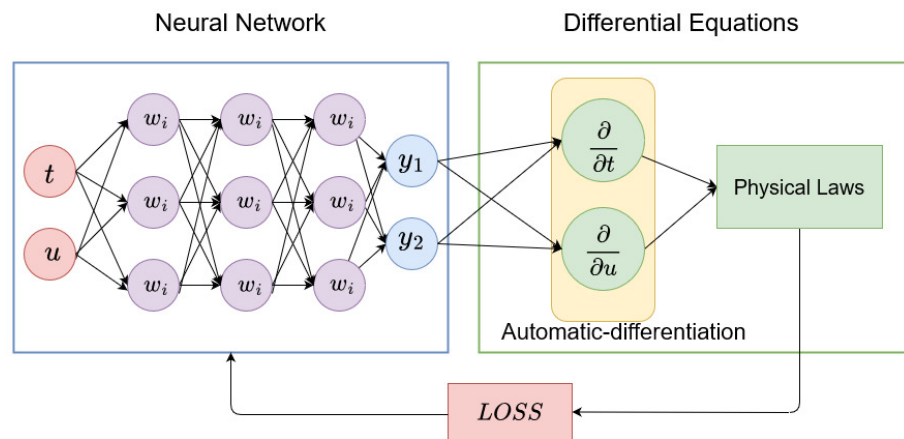 Neural Network
Differential Equations
w_i w_i w_i
t
y_1
∂/∂t
w_i w_i w_i
Physical Laws
u
y_2
∂/∂u
w_i w_i w_i
Automatic-differentiation
LOSS